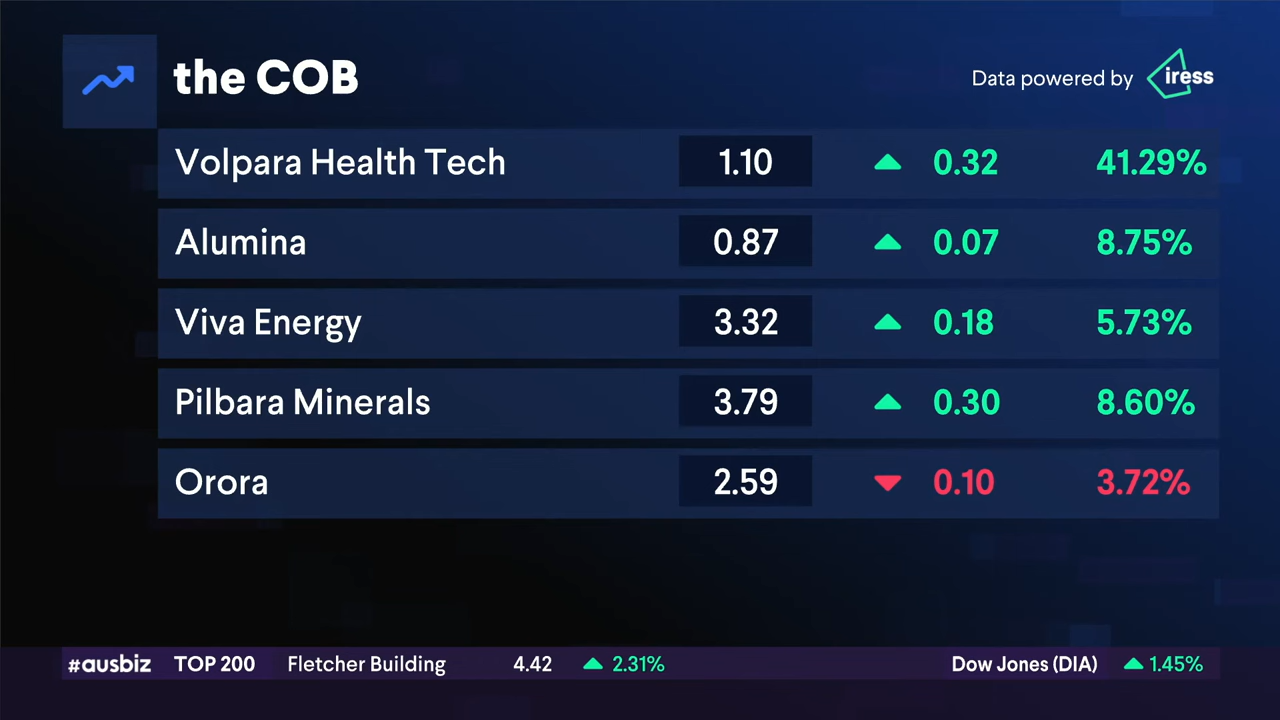 the COB
Data powered by iress
Volpara Health Tech 1.10 ▲ 0.32 41.29%
Alumina 0.87 ▲ 0.07 8.75%
Viva Energy 3.32 ▲ 0.18 5.73%
Pilbara Minerals 3.79 ▲ 0.30 8.60%
Orora 2.59 ▼ 0.10 3.72%
#ausbiz TOP 200 Fletcher Building 4.42 ▲ 2.31% Dow Jones (DIA) ▲ 1.45%